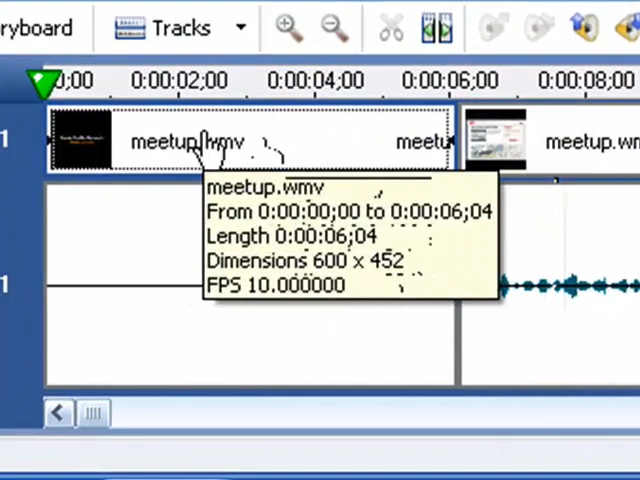 ryboard Tracks
0;00 0:00:02;00 0:00:04;00 0:00:06;00 0:00:08;00
1 meetup.wmv meetu meetup.wm
meetup.wmv
From 0:00:00;00 to 0:00:06;04
Length 0:00:06;04
Dimensions 600 x 452
FPS 10.000000
1